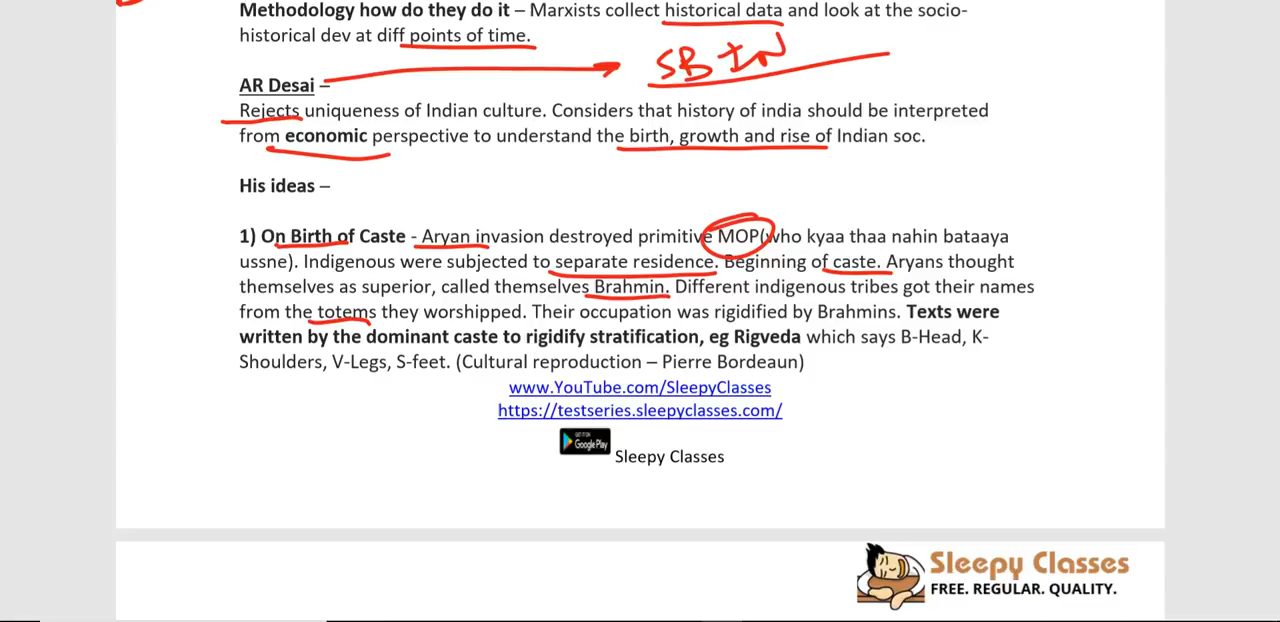 Methodology how do they do it – Marxists collect historical data and look at the socio-
historical dev at diff points of time.
SBIN
AR Desai –
Rejects uniqueness of Indian culture. Considers that history of india should be interpreted
from economic perspective to understand the birth, growth and rise of Indian soc.
His ideas –
1) On Birth of Caste - Aryan invasion destroyed primitive MOP(who kyaa thaa nahin bataaya
ussne). Indigenous were subjected to separate residence. Beginning of caste. Aryans thought
themselves as superior, called themselves Brahmin. Different indigenous tribes got their names
from the totems they worshipped. Their occupation was rigidified by Brahmins. Texts were
written by the dominant caste to rigidify stratification, eg Rigveda which says B-Head, K-
Shoulders, V-Legs, S-feet. (Cultural reproduction – Pierre Bordeaun)
www.YouTube.com/SleepyClasses
https://testseries.sleepyclasses.com/
GET IT ON
Google Play
Sleepy Classes
Sleepy Classes
FREE. REGULAR. QUALITY.